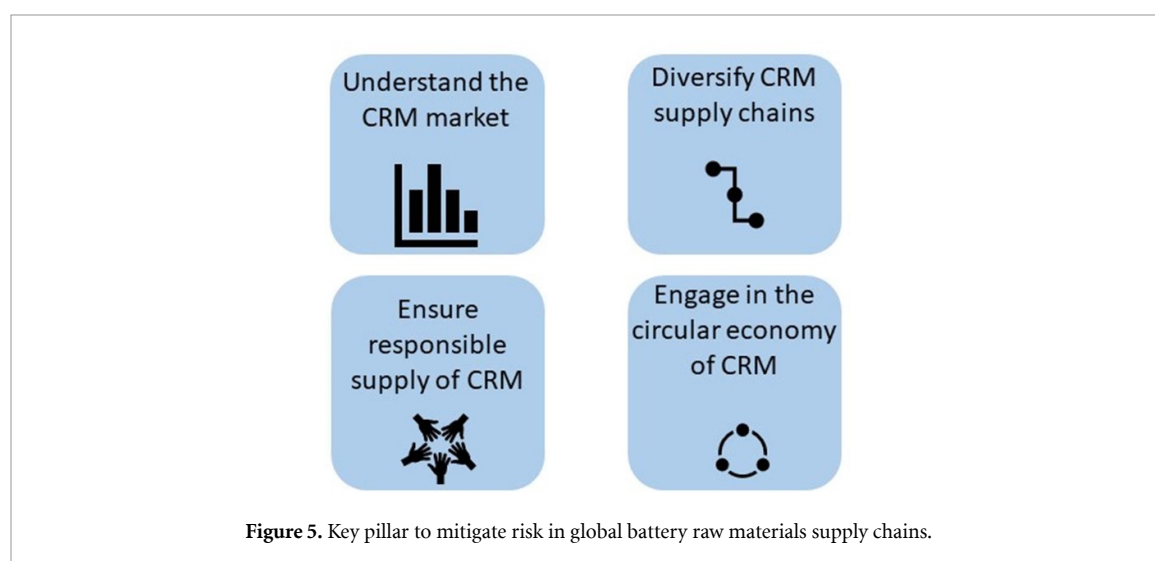 Understand the
CRM market
Diversify CRM
supply chains
Ensure
responsible
supply of CRM
Engage in the
circular economy
of CRM
Figure 5. Key pillar to mitigate risk in global battery raw materials supply chains.